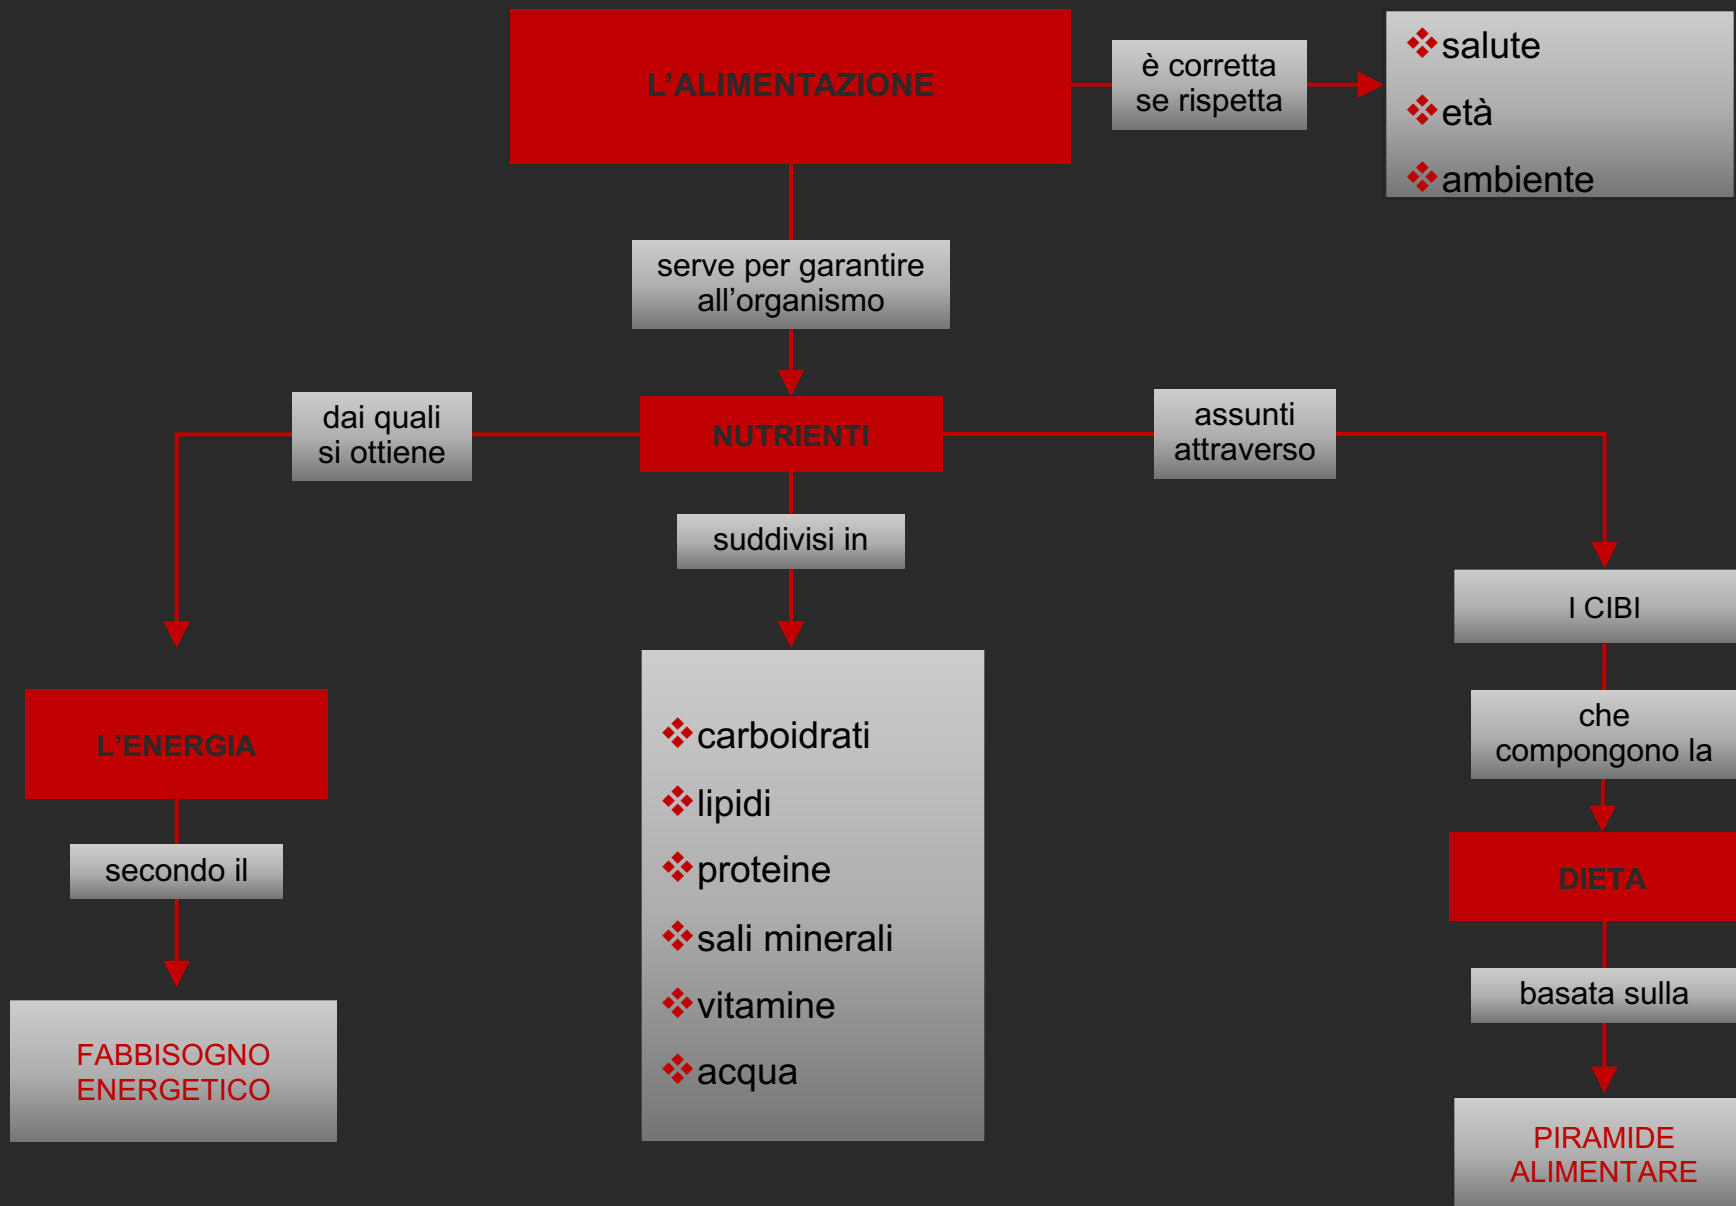 L’ALIMENTAZIONE
è corretta
se rispetta
salute
età
ambiente
serve per garantire
all’organismo
dai quali
si ottiene
NUTRIENTI
assunti
attraverso
suddivisi in
I CIBI
L’ENERGIA
carboidrati
lipidi
proteine
sali minerali
vitamine
acqua
che
compongono la
secondo il
DIETA
basata sulla
FABBISOGNO
ENERGETICO
PIRAMIDE
ALIMENTARE